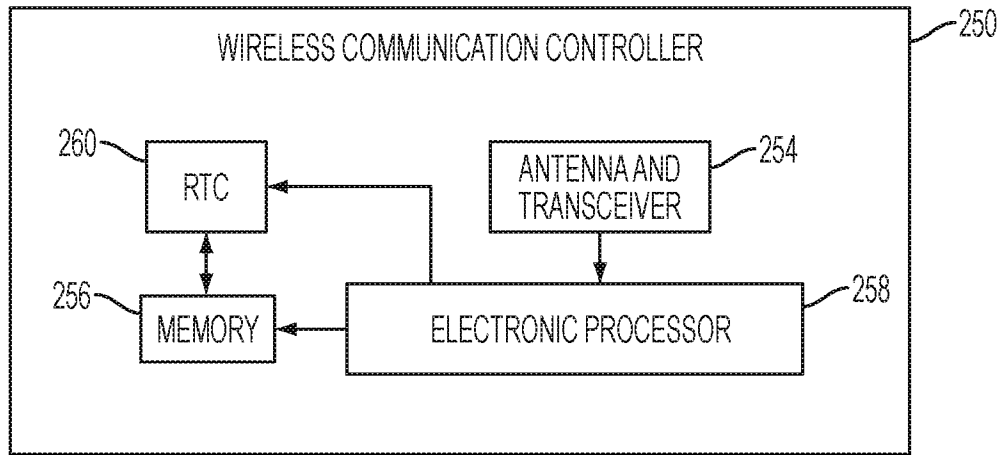 WIRELESS COMMUNICATION CONTROLLER
250
260
RTC
ANTENNA AND
TRANSCEIVER
254
256
MEMORY
ELECTRONIC PROCESSOR
258